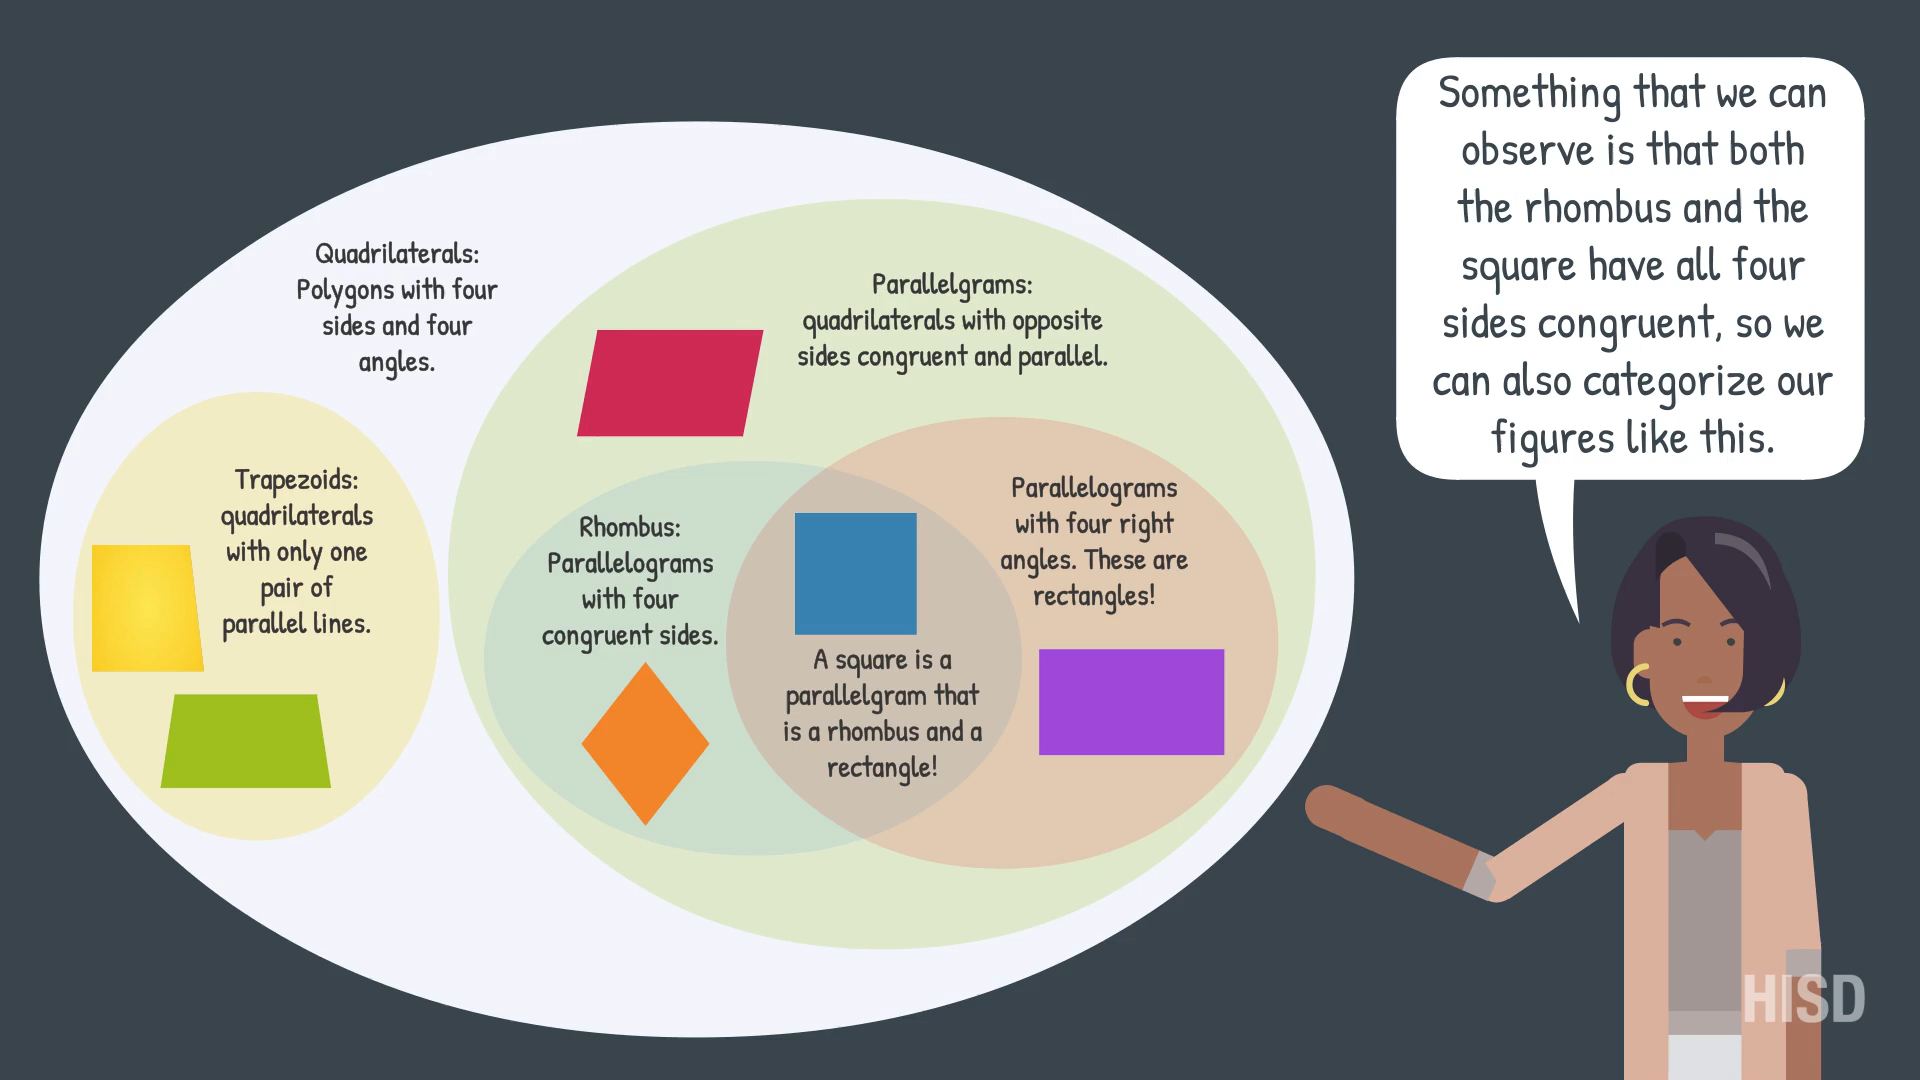 Something that we can
observe is that both
the rhombus and the
square have all four
sides congruent, so we
can also categorize our
figures like this.
Quadrilaterals:
Polygons with four
sides and four
angles.
Parallelgrams:
quadrilaterals with opposite
sides congruent and parallel.
Trapezoids:
quadrilaterals
with only one
pair of
parallel lines.
Rhombus:
Parallelograms
with four
congruent sides.
Parallelograms
with four right
angles. These are
rectangles!
A square is a
parallelgram that
is a rhombus and a
rectangle!
HISD